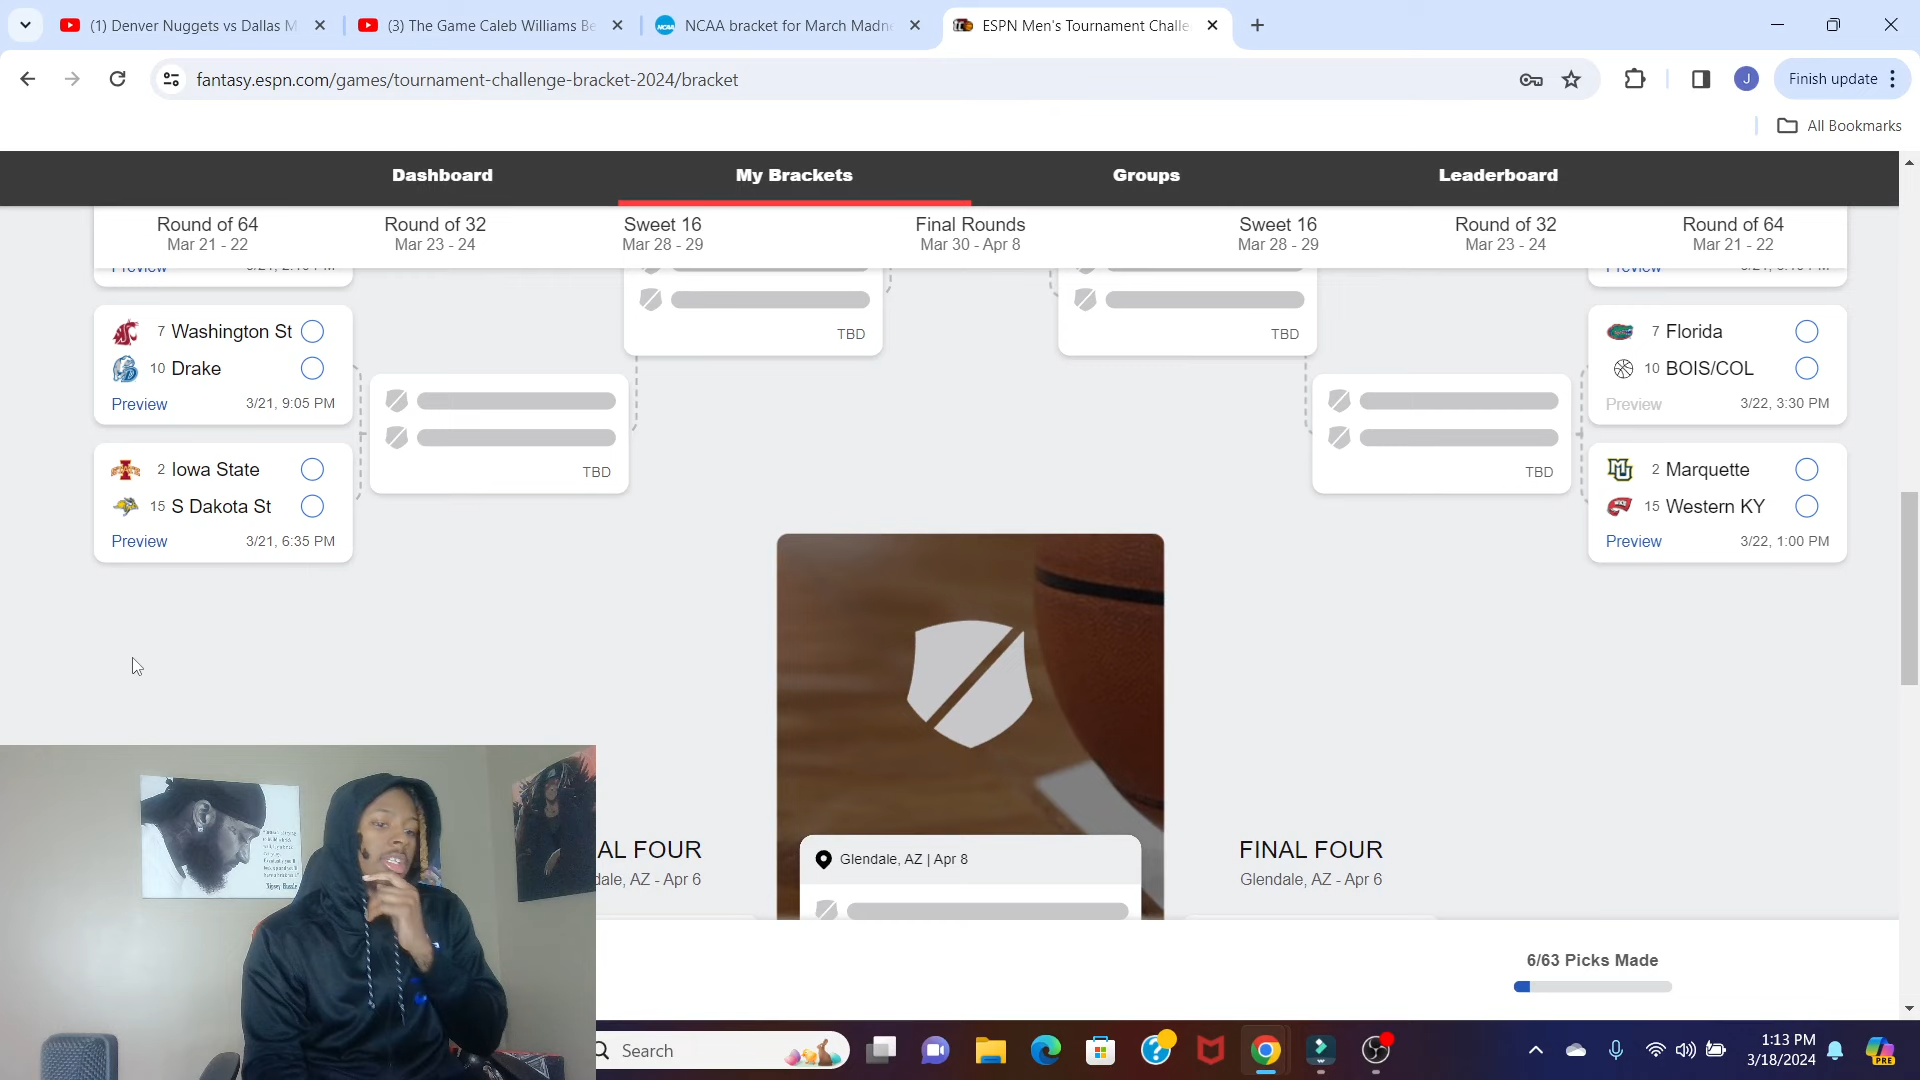 (1) Denver Nuggets vs Dallas M
(3) The Game Caleb Williams Be
NCAA bracket for March Madne
ESPN Men's Tournament Challe
fantasy.espn.com/games/tournament-challenge-bracket-2024/bracket
J
Finish update
All Bookmarks
Dashboard
My Brackets
Groups
Leaderboard
Round of 64
Mar 21 - 22
Round of 32
Mar 23 - 24
Sweet 16
Mar 28 - 29
Final Rounds
Mar 30 - Apr 8
Sweet 16
Mar 28 - 29
Round of 32
Mar 23 - 24
Round of 64
Mar 21 - 22
Preview
Preview
7 Washington St
10 Drake
Preview 3/21, 9:05 PM
2 Iowa State
15 S Dakota St
Preview 3/21, 6:35 PM
TBD
TBD
TBD
TBD
7 Florida
10 BOIS/COL
Preview 3/22, 3:30 PM
2 Marquette
15 Western KY
Preview 3/22, 1:00 PM
AL FOUR
dale, AZ - Apr 6
Glendale, AZ | Apr 8
FINAL FOUR
Glendale, AZ - Apr 6
6/63 Picks Made
Search
1:13 PM
3/18/2024
PRE